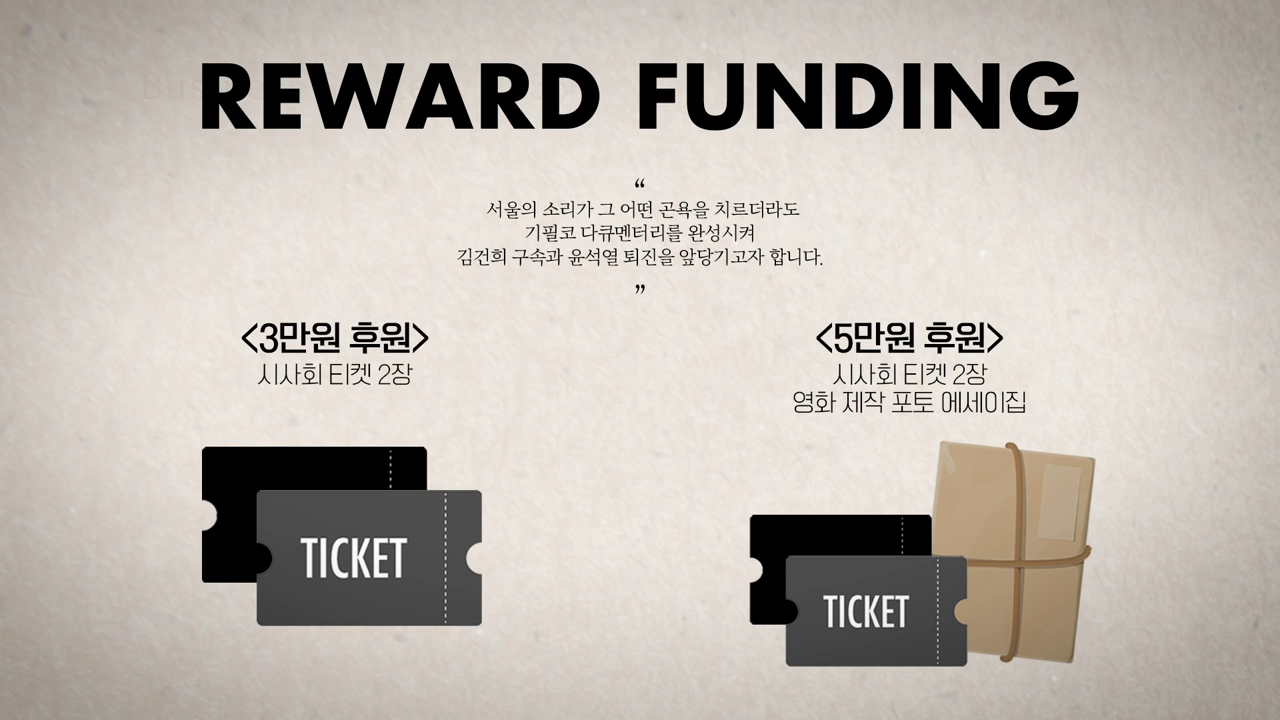 REWARD FUNDING
“
서울의 소리가 그 어떤 곤욕을 치르더라도
기필코 다큐멘터리를 완성시켜
김건희 구속과 윤석열 퇴진을 앞당기고자 합니다.
”
<3만원 후원>
시사회 티켓 2장
<5만원 후원>
시사회 티켓 2장
영화 제작 포토 에세이집
TICKET
TICKET